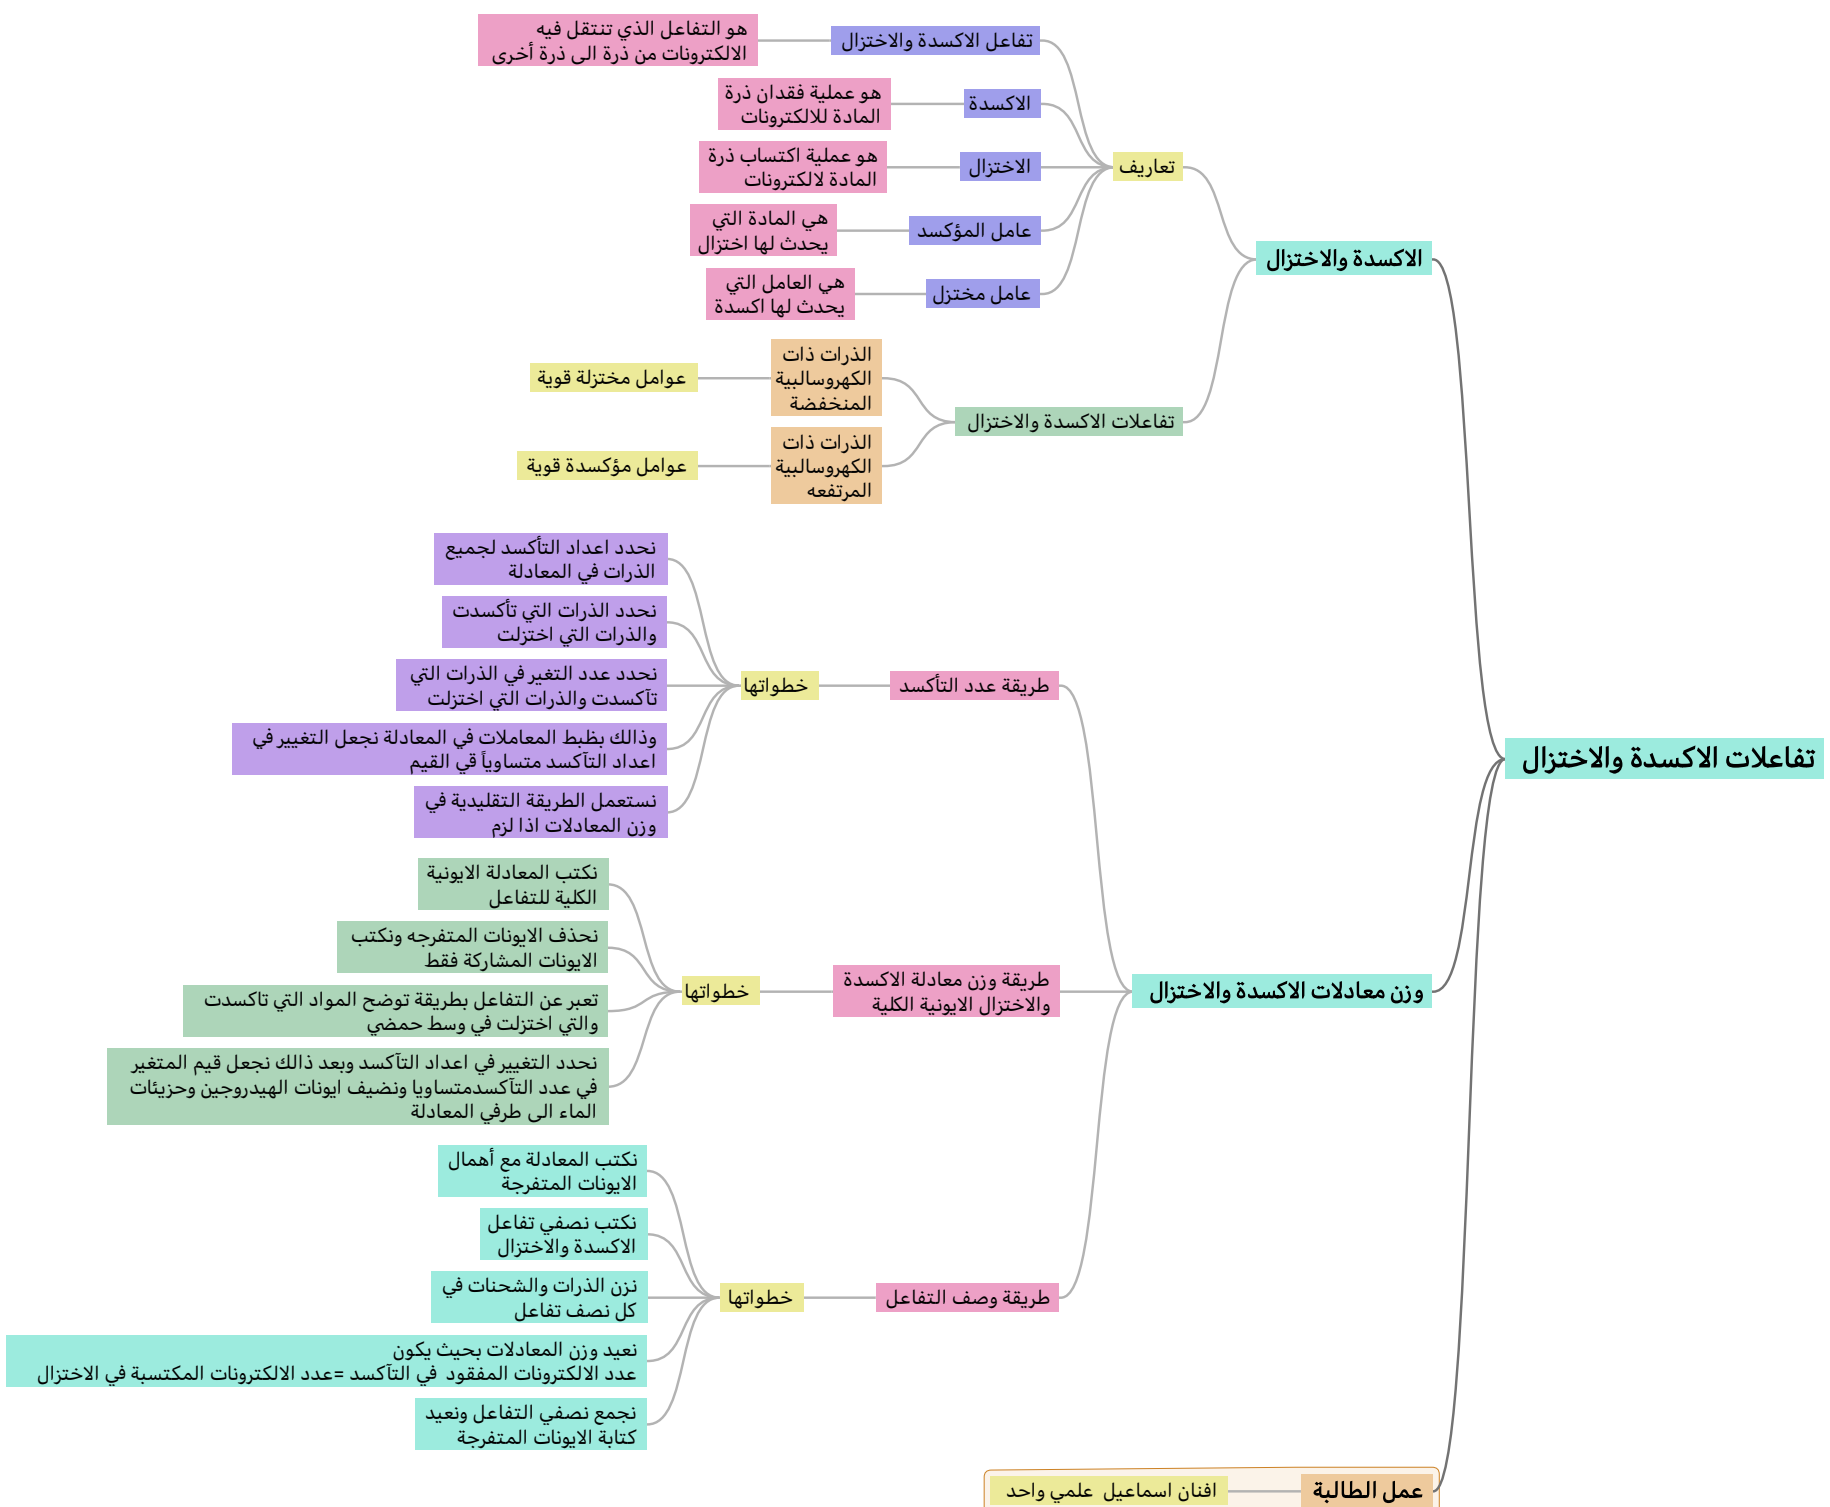 تفاعلات الاكسدة والاختزال
الاكسدة والاختزال
تعاريف
تفاعل الاكسدة والاختزال
هو التفاعل الذي تنتقل فيه
الالكترونات من ذرة الى ذرة أخرى
الاكسدة
هو عملية فقدان ذرة
المادة للالكترونات
الاختزال
هو عملية اكتساب ذرة
المادة لالكترونات
عامل المؤكسد
هي المادة التي
يحدث لها اختزال
عامل مختزل
هي العامل التي
يحدث لها اكسدة
تفاعلات الاكسدة والاختزال
الذرات ذات
الكهروسالبية
المنخفضة
عوامل مختزلة قوية
الذرات ذات
الكهروسالبية
المرتفعه
عوامل مؤكسدة قوية
وزن معادلات الاكسدة والاختزال
طريقة عدد التأكسد
خطواتها
نحدد اعداد التأكسد لجميع
الذرات في المعادلة
نحدد الذرات التي تأكسدت
والذرات التي اختزلت
نحدد عدد التغير في الذرات التي
تآكسدت والذرات التي اختزلت
وذالك بظبط المعاملات في المعادلة نجعل التغيير في
اعداد التآكسد متساويأ قي القيم
نستعمل الطريقة التقليدية في
وزن المعادلات اذا لزم
طريقة وزن معادلة الاكسدة
والاختزال الايونية الكلية
خطواتها
نكتب المعادلة الايونية
الكلية للتفاعل
نحذف الايونات المتفرجه ونكتب
الايونات المشاركة فقط
تعبر عن التفاعل بطريقة توضح المواد التي تاكسدت
والتي اختزلت في وسط حمضي
نحدد التغيير في اعداد التآكسد وبعد ذالك نجعل قيم المتغير
في عدد التآكسدمتساويا ونضيف ايونات الهيدروجين وحزيئات
الماء الى طرفي المعادلة
طريقة وصف التفاعل
خطواتها
نكتب المعادلة مع أهمال
الايونات المتفرجة
نكتب نصفي تفاعل
الاكسدة والاختزال
نزن الذرات والشحنات في
كل نصف تفاعل
نعيد وزن المعادلات بحيث يكون
عدد الالكترونات المفقود في التآكسد =عدد الالكترونات المكتسبة في الاختزال
نجمع نصفي التفاعل ونعيد
كتابة الايونات المتفرجة
عمل الطالبة
افنان اسماعيل علمي واحد